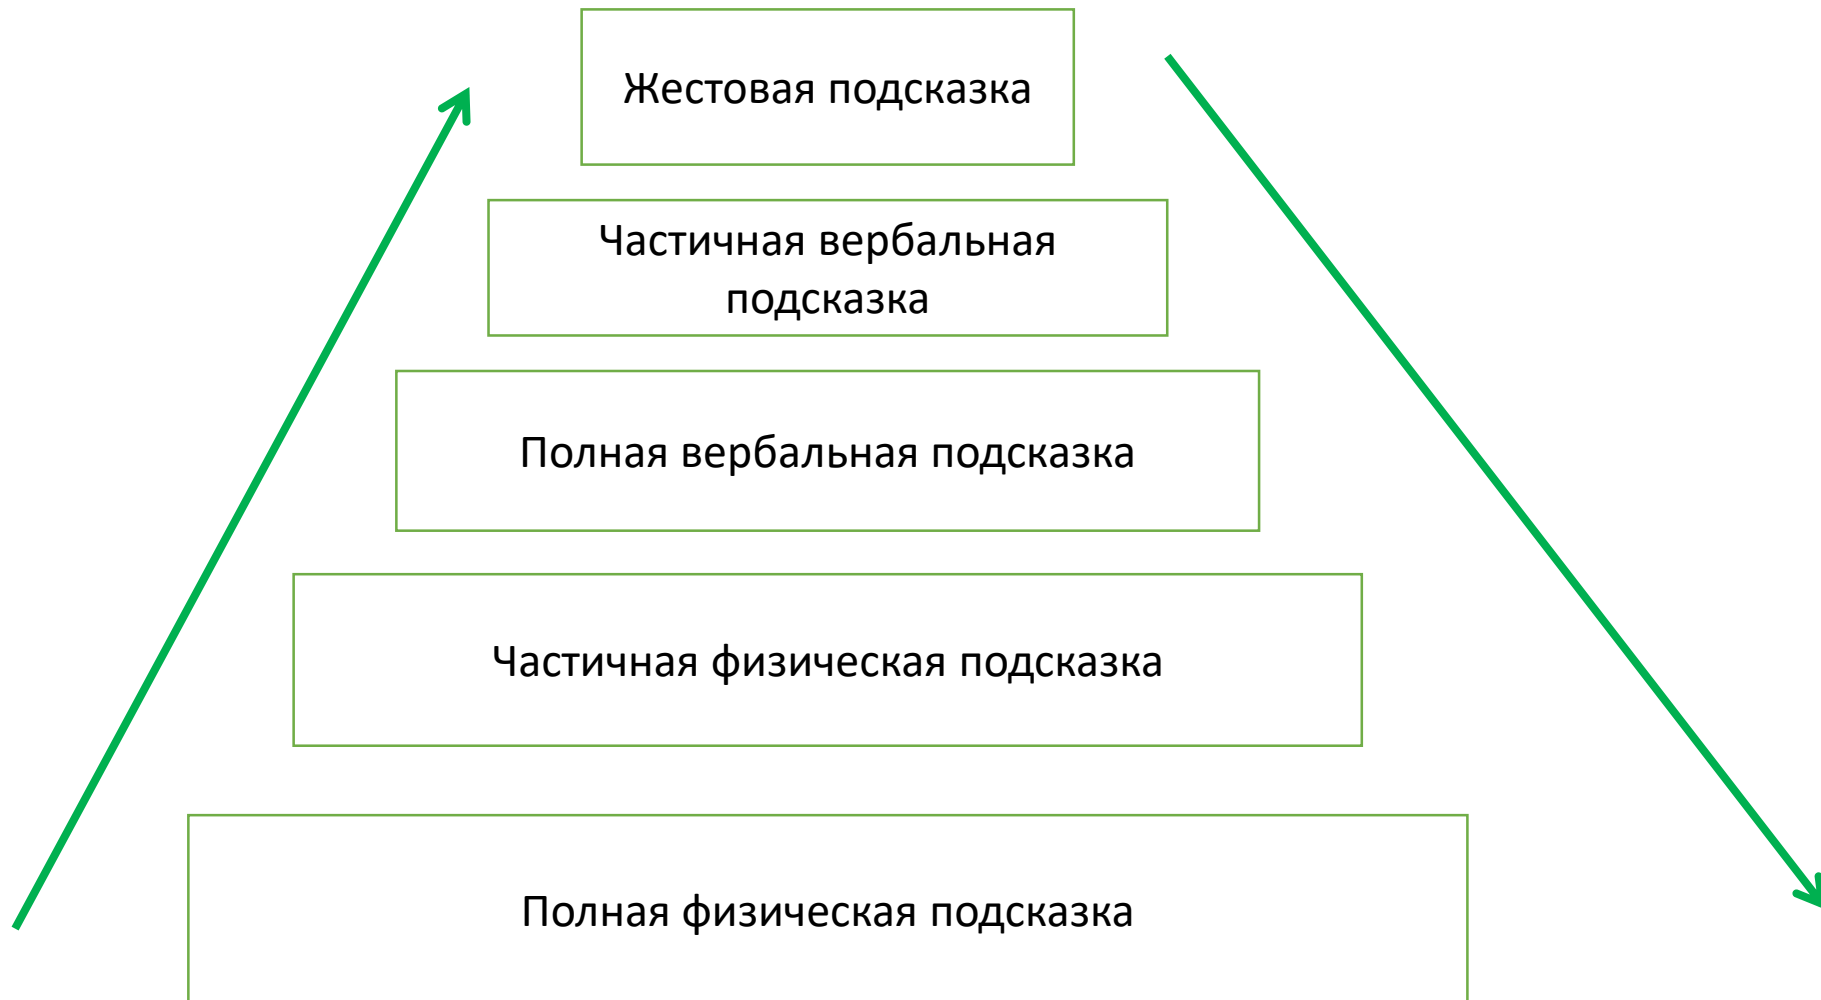 Жестовая подсказка
Частичная вербальная
подсказка
Полная вербальная подсказка
Частичная физическая подсказка
Полная физическая подсказка